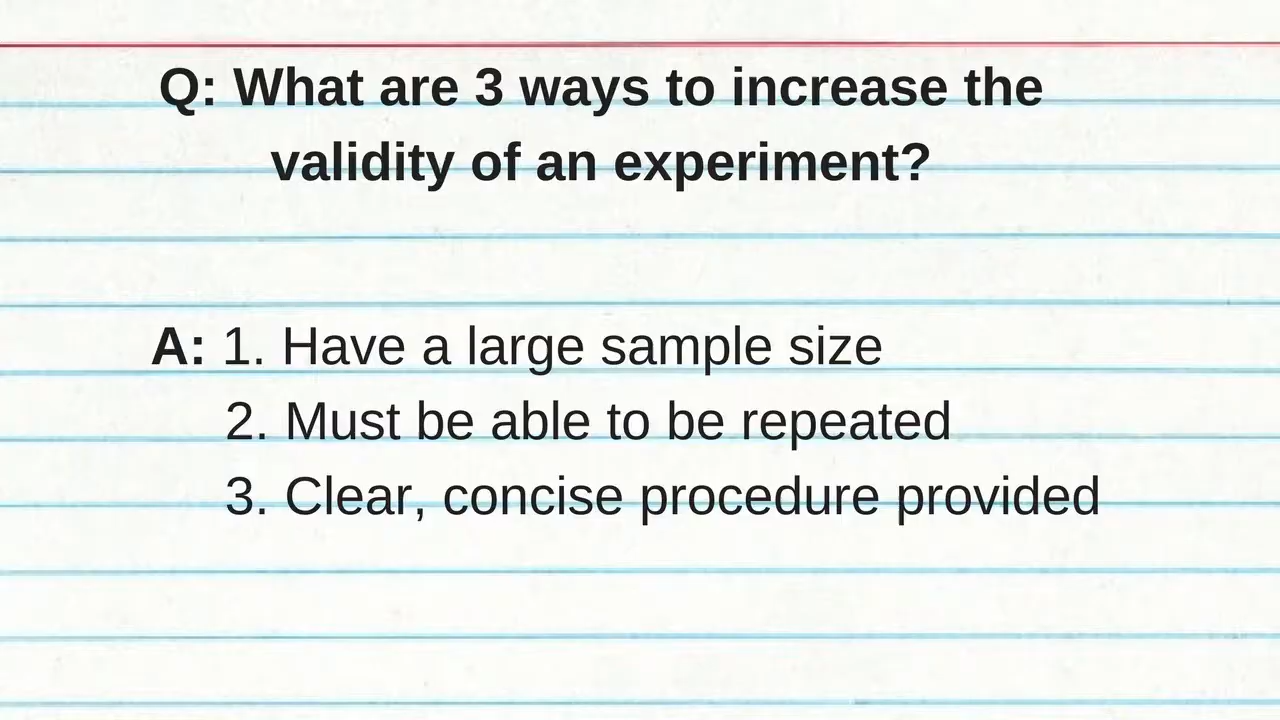 Q: What are 3 ways to increase the
validity of an experiment?
A: 1. Have a large sample size
2. Must be able to be repeated
3. Clear, concise procedure provided